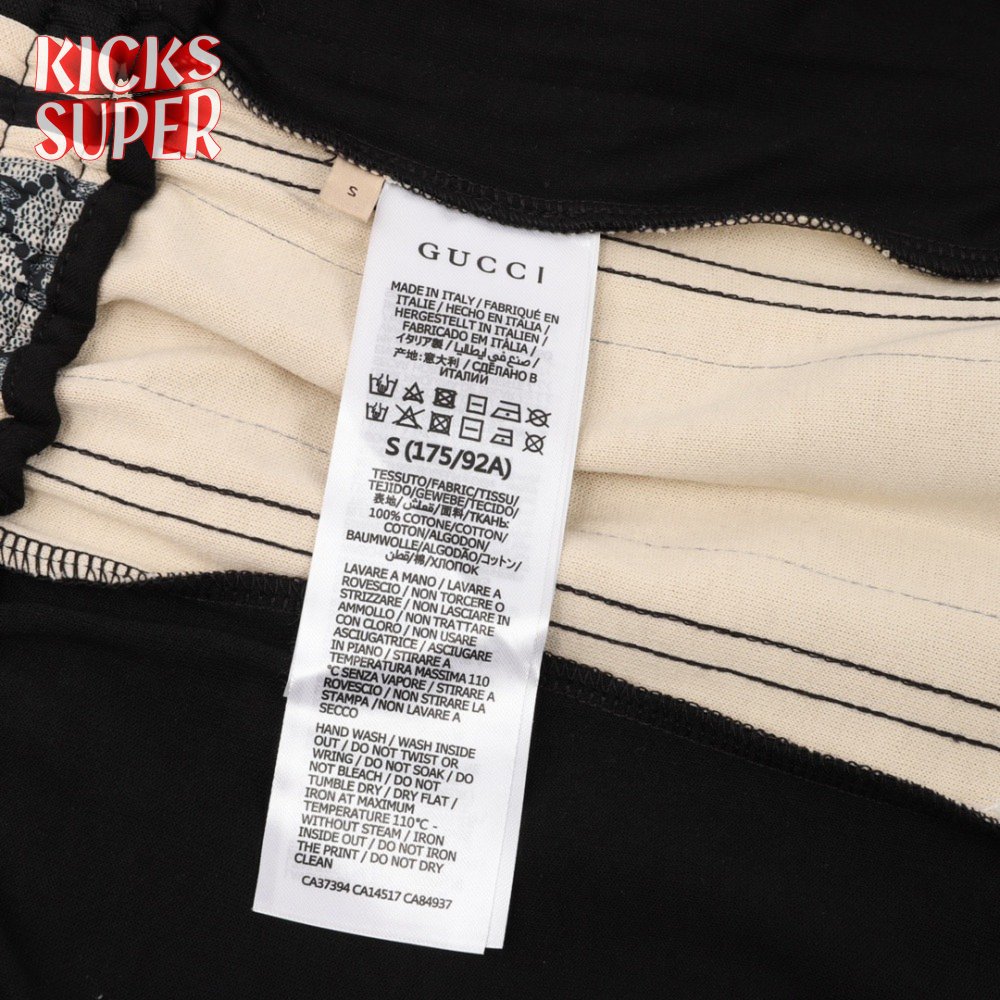 KICKS
SUPER
S
GUCCI
MADE IN ITALY / FABRIQUÉ EN
ITALIE / HECHO EN ITALIA /
HERGESTELLT IN ITALIEN /
FABRICADO EM ITÁLIA /
イタリア製 / صنع في ايطاليا /
产地:意大利 / СДЕЛАНО В
ИТАЛИИ
S (175/92A)
TESSUTO/FABRIC/TISSU/
TEJIDO/GEWEBE/TECIDO/
表地/قماش/面料/ТКАНЬ:
100% COTONE/COTTON/
COTON/ALGODON/
BAUMWOLLE/ALGODÃO/コットン/
قطن/棉/ХЛОПОК
LAVARE A MANO / LAVARE A
ROVESCIO / NON TORCERE O
STRIZZARE / NON LASCIARE IN
AMMOLLO / NON TRATTARE
CON CLORO / NON USARE
ASCIUGATRICE / ASCIUGARE
IN PIANO / STIRARE A
TEMPERATURA MASSIMA 110
°C SENZA VAPORE / STIRARE A
ROVESCIO / NON STIRARE LA
STAMPA /NON LAVARE A
SECCO
HAND WASH / WASH INSIDE
OUT / DO NOT TWIST OR
WRING / DO NOT SOAK / DO
NOT BLEACH / DO NOT
TUMBLE DRY / DRY FLAT /
IRON AT MAXIMUM
TEMPERATURE 110°C -
WITHOUT STEAM / IRON
INSIDE OUT / DO NOT IRON
THE PRINT / DO NOT DRY
CLEAN
CA37394 CA14517 CA84937